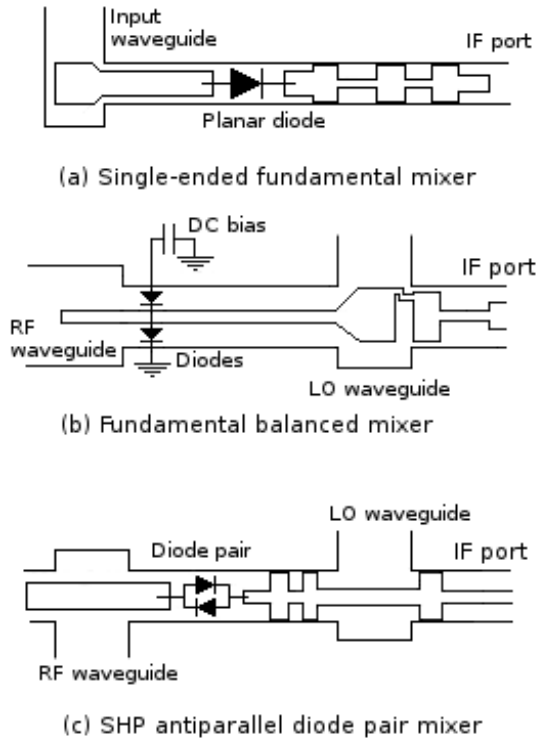 Input
waveguide
IF port
Planar diode
(a) Single-ended fundamental mixer
DC bias
IF port
RF
waveguide
Diodes
LO waveguide
(b) Fundamental balanced mixer
LO waveguide
Diode pair
IF port
RF waveguide
(c) SHP antiparallel diode pair mixer